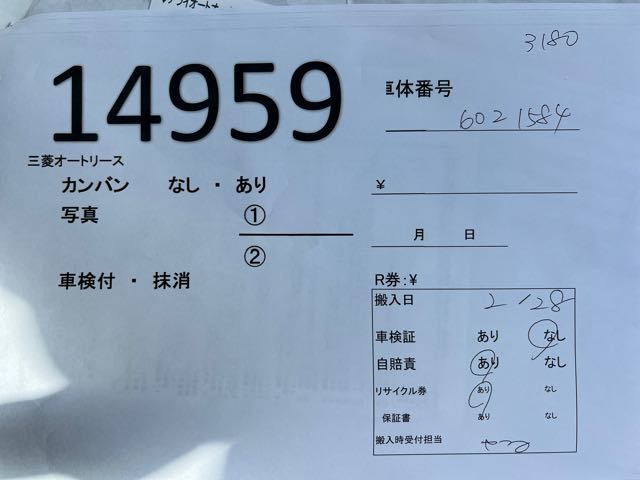 3180
14959
車体番号
6021584
三菱オートリース
カンバン なし ・ あり
¥
写真 ①
月 日
②
車検付 ・ 抹消
R券:¥
搬入日 2/28
車検証 あり なし
自賠責 あり なし
リサイクル券 あり なし
保証書 あり なし
搬入時受付担当